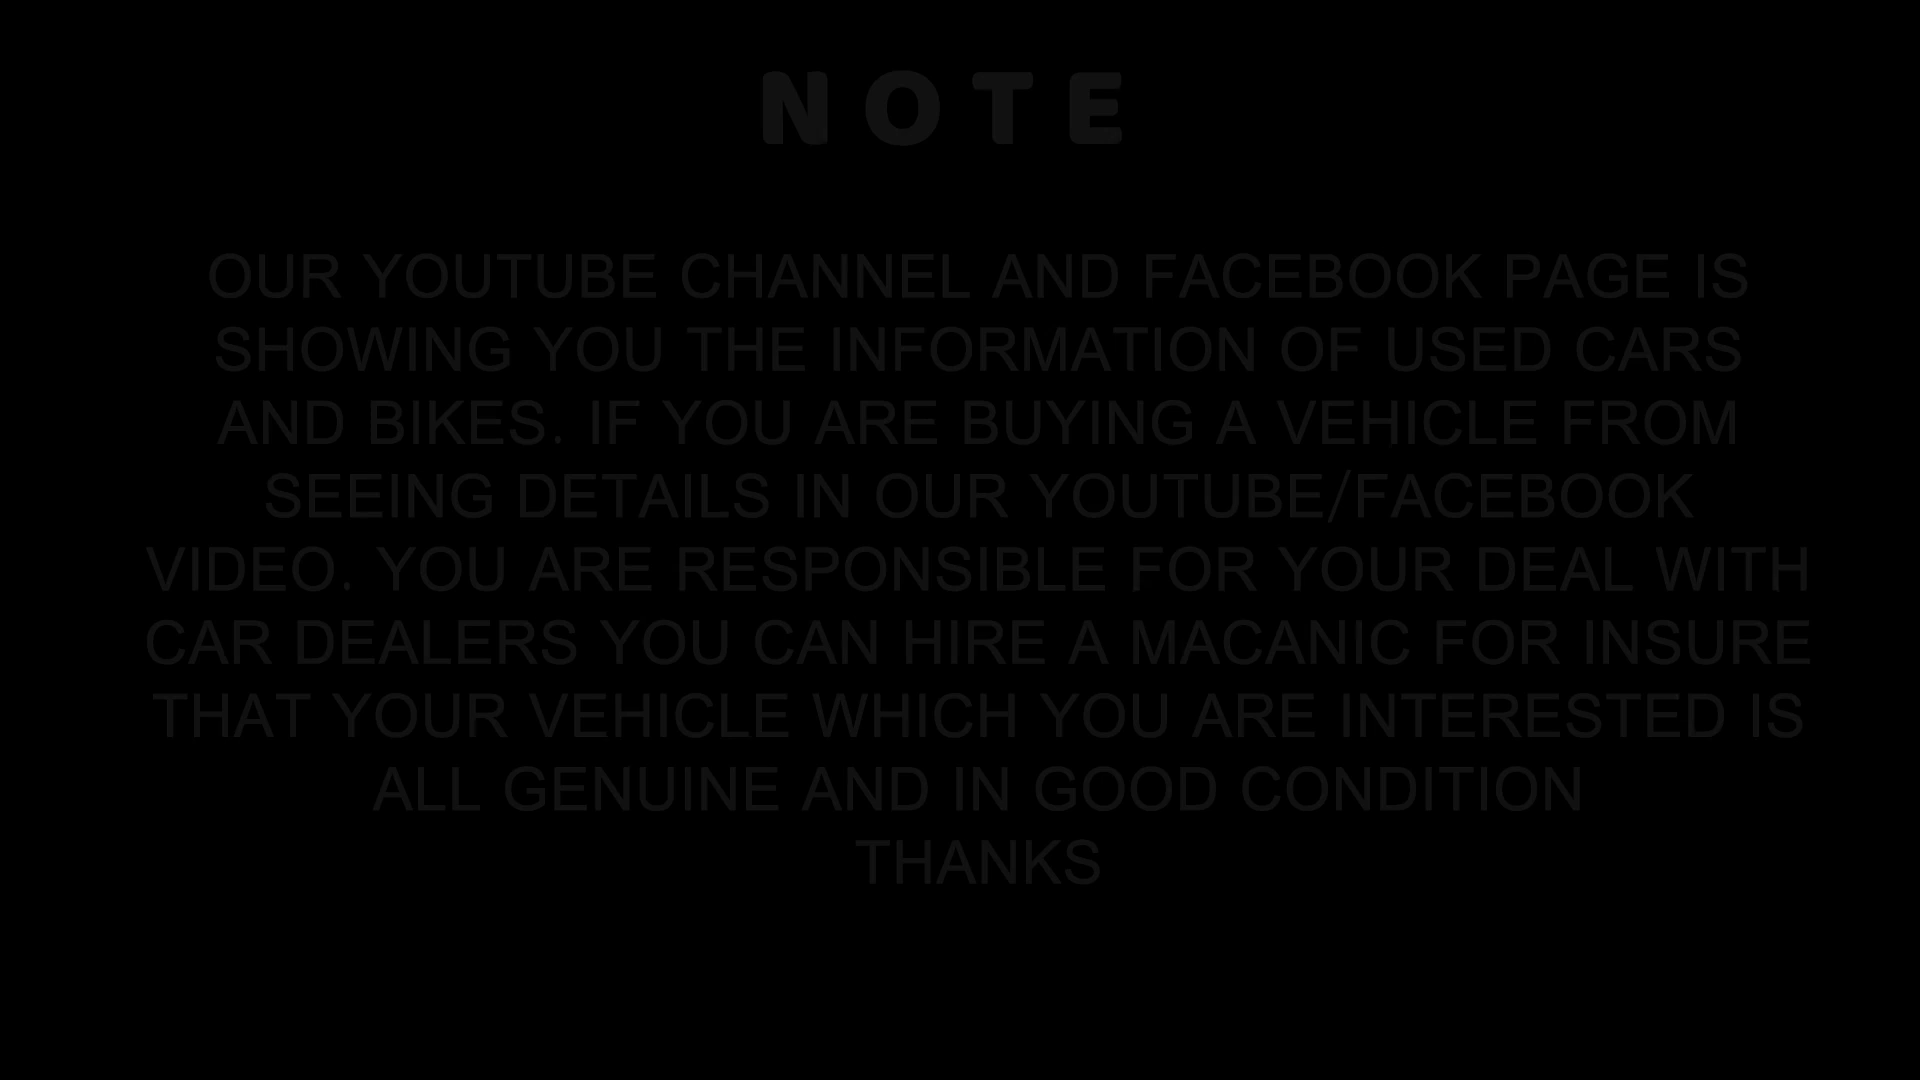 NOTE
OUR YOUTUBE CHANNEL AND FACEBOOK PAGE IS
SHOWING YOU THE INFORMATION OF USED CARS
AND BIKES. IF YOU ARE BUYING A VEHICLE FROM
SEEING DETAILS IN OUR YOUTUBE/FACEBOOK
VIDEO. YOU ARE RESPONSIBLE FOR YOUR DEAL WITH
CAR DEALERS YOU CAN HIRE A MACANIC FOR INSURE
THAT YOUR VEHICLE WHICH YOU ARE INTERESTED IS
ALL GENUINE AND IN GOOD CONDITION
THANKS